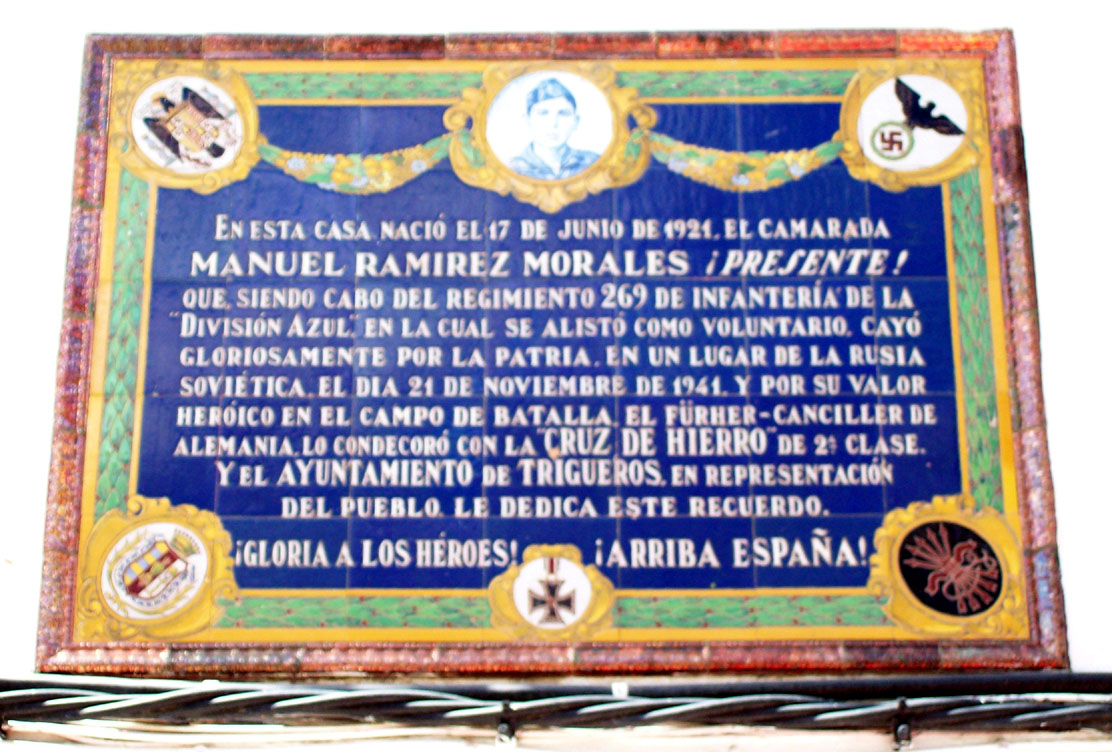 EN ESTA CASA NACIÓ EL 17 DE JUNIO DE 1921. EL CAMARADA
MANUEL RAMIREZ MORALES ¡PRESENTE!
QUE, SIENDO CABO DEL REGIMIENTO 269 DE INFANTERÍA DE LA
"DIVISIÓN AZUL", EN LA CUAL SE ALISTÓ COMO VOLUNTARIO, CAYÓ
GLORIOSAMENTE POR LA PATRIA, EN UN LUGAR DE LA RUSIA
SOVIÉTICA, EL DIA 21 DE NOVIEMBRE DE 1941. Y POR SU VALOR
HERÓICO EN EL CAMPO DE BATALLA, EL FÜRHER-CANCILLER DE
ALEMANIA, LO CONDECORÓ CON LA "CRUZ DE HIERRO" DE 2ª CLASE.
Y EL AYUNTAMIENTO DE TRIGUEROS, EN REPRESENTACIÓN
DEL PUEBLO, LE DEDICA ESTE RECUERDO.
¡GLORIA A LOS HÉROES! ¡ARRIBA ESPAÑA!